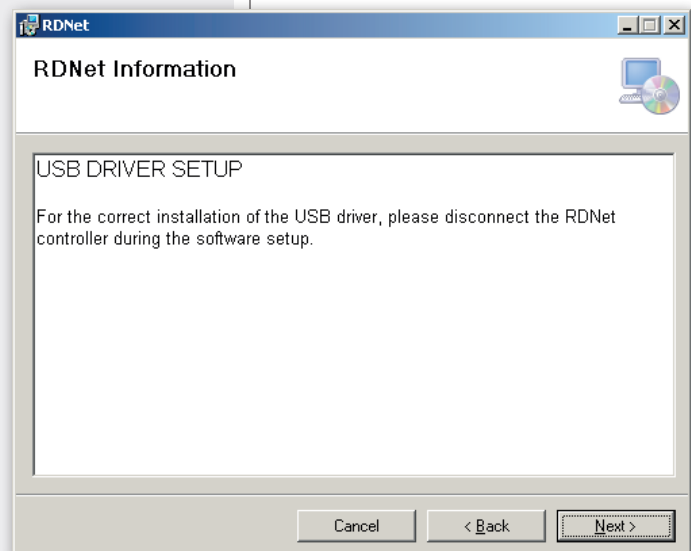 RDNet
RDNet Information
USB DRIVER SETUP
For the correct installation of the USB driver, please disconnect the RDNet
controller during the software setup.
Cancel
< Back
Next >